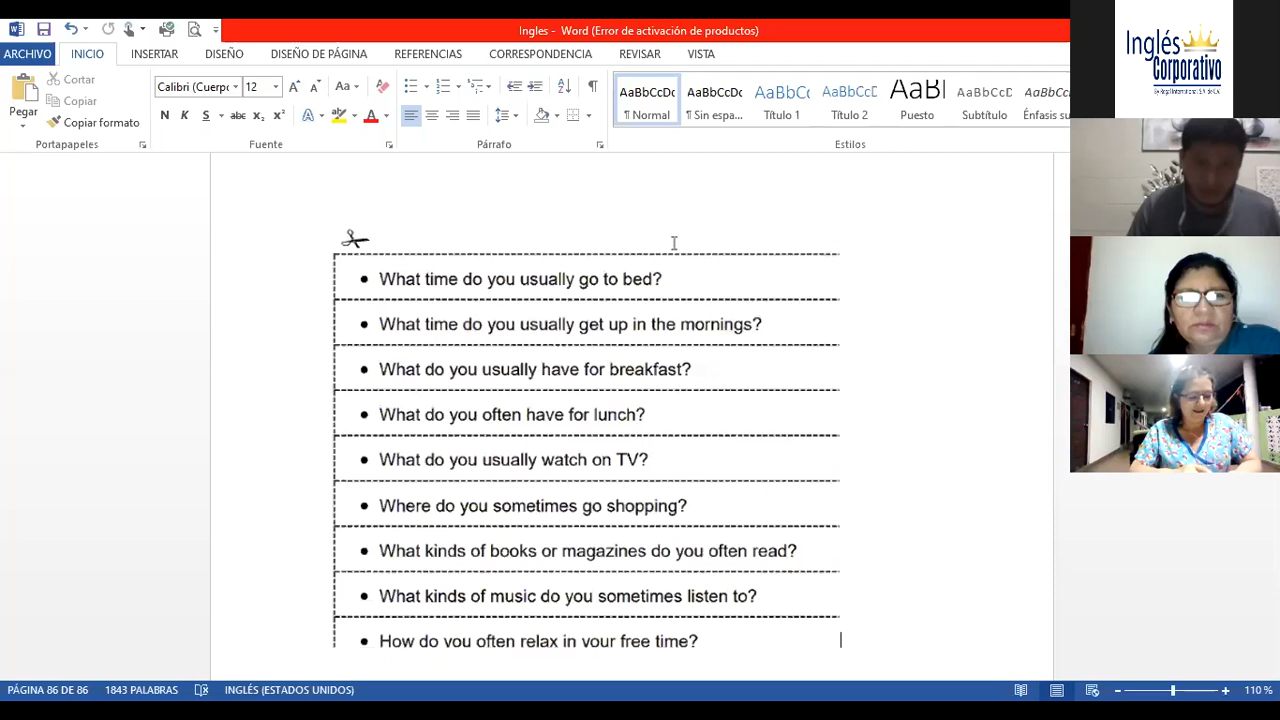 Ingles - Word (Error de activación de productos)
ARCHIVO INICIO INSERTAR DISEÑO DISEÑO DE PÁGINA REFERENCIAS CORRESPONDENCIA REVISAR VISTA
Pegar
Cortar
Copiar
Copiar formato
Portapapeles
Calibri (Cuerpo 12
N K S abc x₂ x² A A
Fuente
Párrafo
AaBbCcDc AaBbCcDc AaBbCc AaBbCcD AaBl AaBbCcD AaBbCcDc
¶ Normal ¶ Sin espa... Título 1 Título 2 Puesto Subtítulo Énfasis su
Estilos
Inglés
Corporativo
• What time do you usually go to bed?
• What time do you usually get up in the mornings?
• What do you usually have for breakfast?
• What do you often have for lunch?
• What do you usually watch on TV?
• Where do you sometimes go shopping?
• What kinds of books or magazines do you often read?
• What kinds of music do you sometimes listen to?
• How do you often relax in your free time?
PÁGINA 86 DE 86 1843 PALABRAS INGLÉS (ESTADOS UNIDOS) 110 %